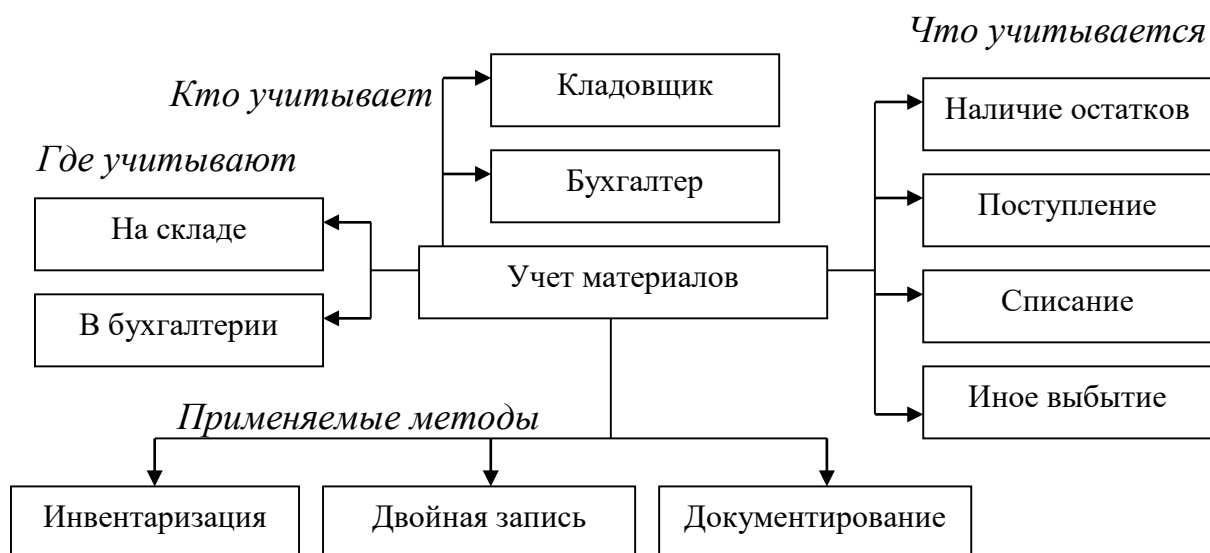 Что учитывается
Кто учитывает
Кладовщик
Наличие остатков
Где учитывают
Бухгалтер
Поступление
На складе
Учет материалов
Списание
В бухгалтерии
Иное выбытие
Применяемые методы
Инвентаризация
Двойная запись
Документирование